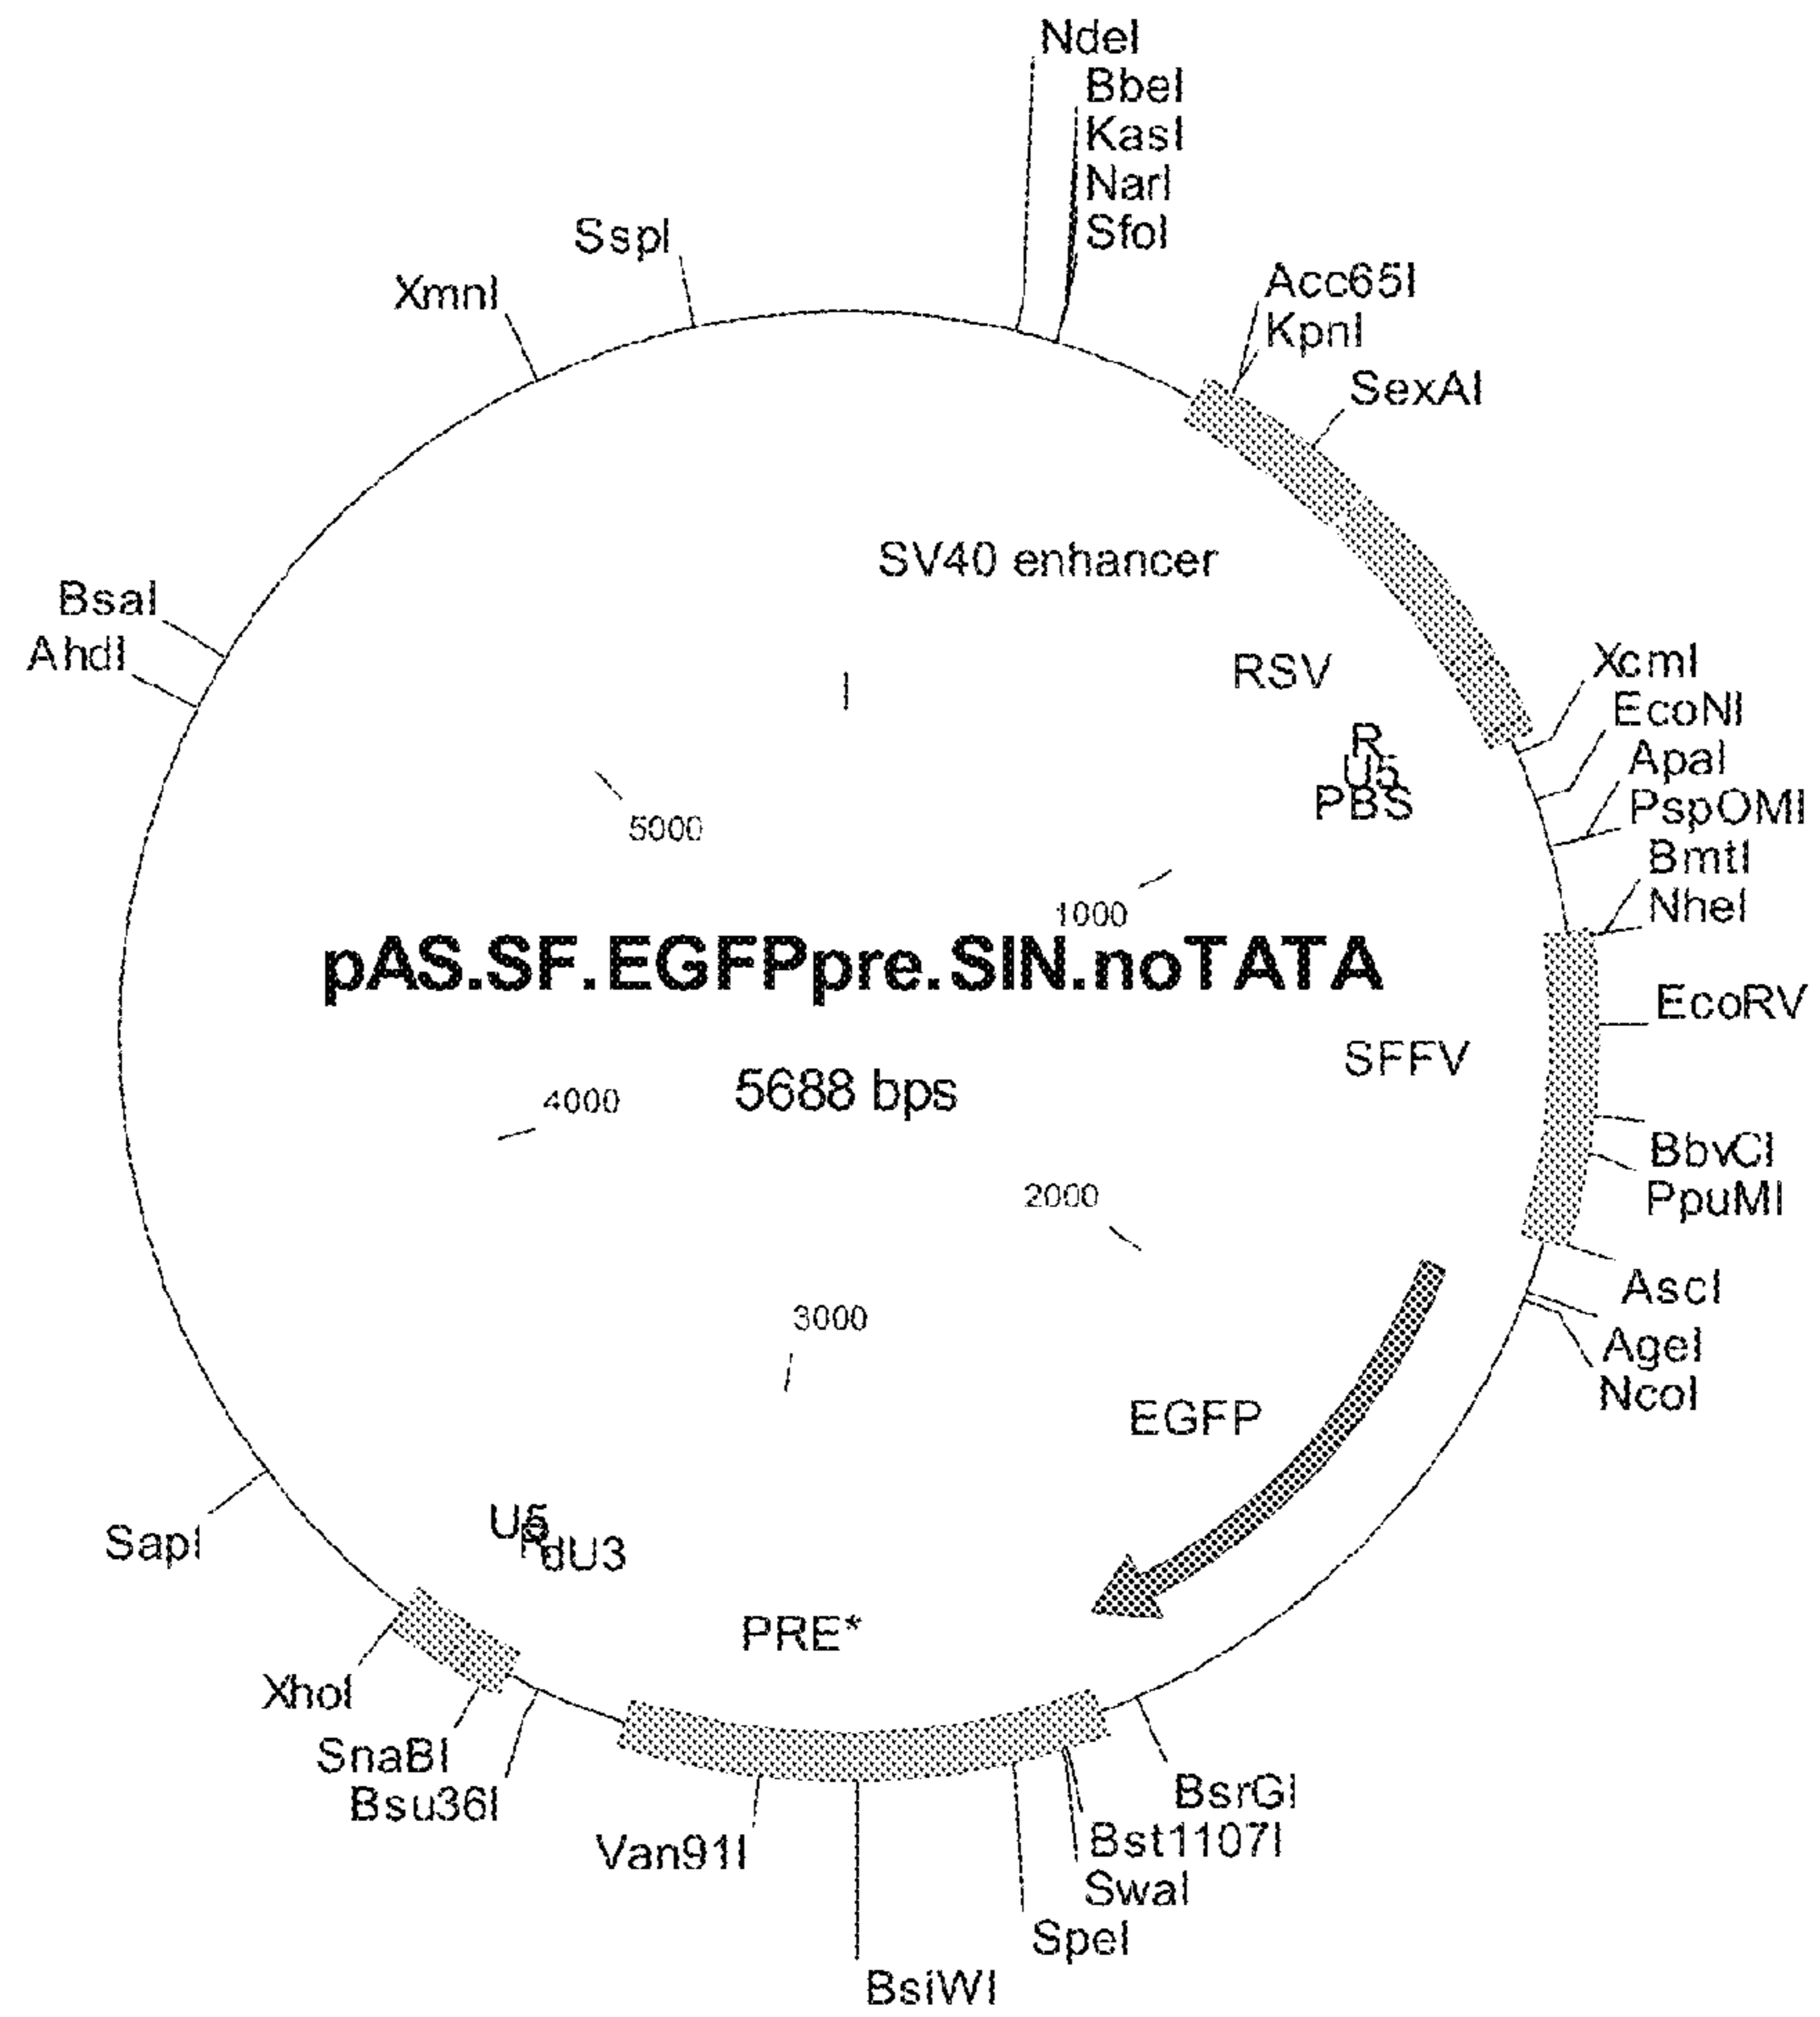 NdeI
BbeI
KasI
NarI
SfoI
SspI
XmnI
Acc65I
KpnI
SexAI
SV40 enhancer
BsaI
AhdI
RSV
XcmI
EcoNI
R
U5
PBS
ApaI
PspOMI
BmtI
NheI
5000
1000
pAS.SF.EGFPpre.SIN.noTATA
EcoRV
SFFV
5688 bps
4000
BbvCI
PpuMI
2000
AscI
AgeI
NcoI
3000
EGFP
SapI
U5
R
dU3
PRE*
XhoI
SnaBI
Bsu36I
Van91I
BsrGI
Bst1107I
SwaI
SpeI
BsiWI